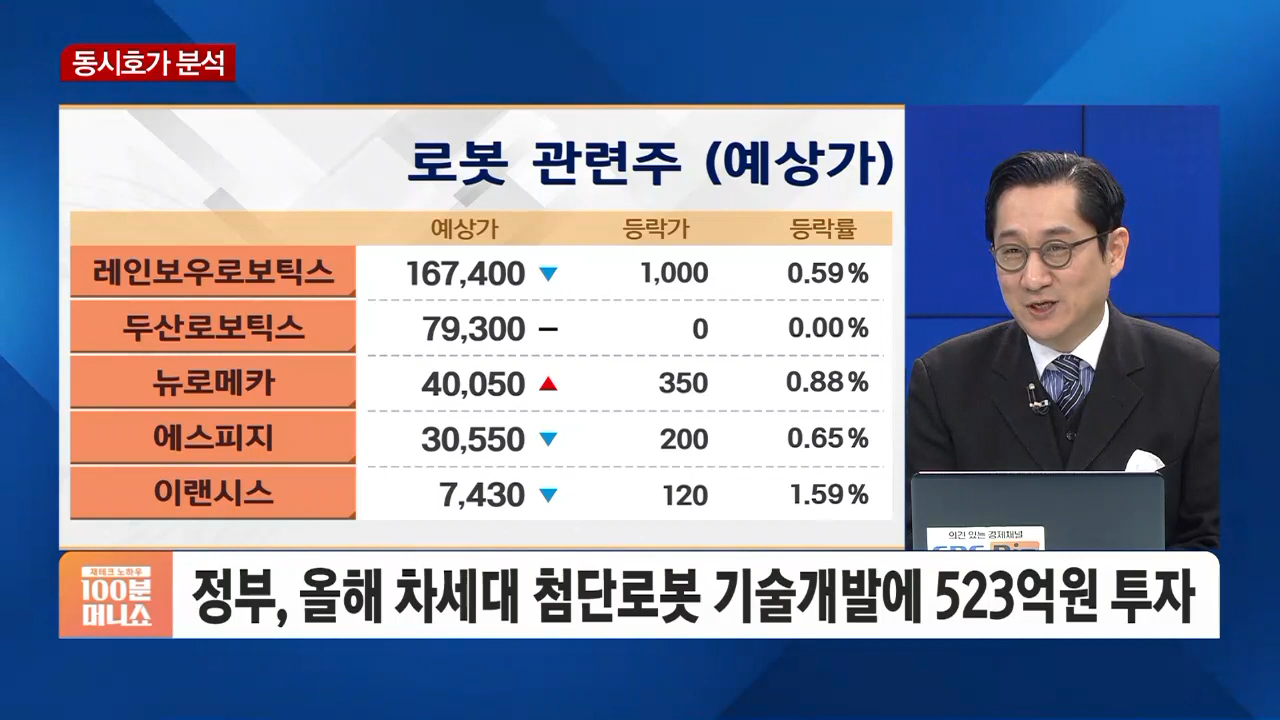 동시호가 분석
로봇 관련주 (예상가)
예상가 등락가 등락률
레인보우로보틱스 167,400 ▼ 1,000 0.59%
두산로보틱스 79,300 – 0 0.00%
뉴로메카 40,050 ▲ 350 0.88%
에스피지 30,550 ▼ 200 0.65%
이랜시스 7,430 ▼ 120 1.59%
의견 있는 경제채널
재테크 노하우
100분
머니쇼
정부, 올해 차세대 첨단로봇 기술개발에 523억원 투자